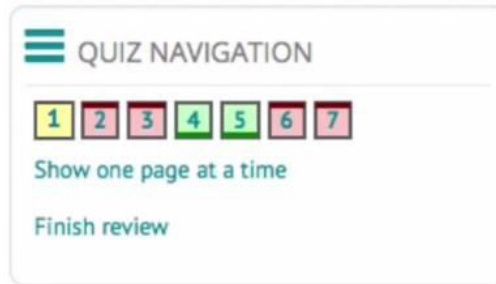 QUIZ NAVIGATION
1 2 3 4 5 6 7
Show one page at a time
Finish review